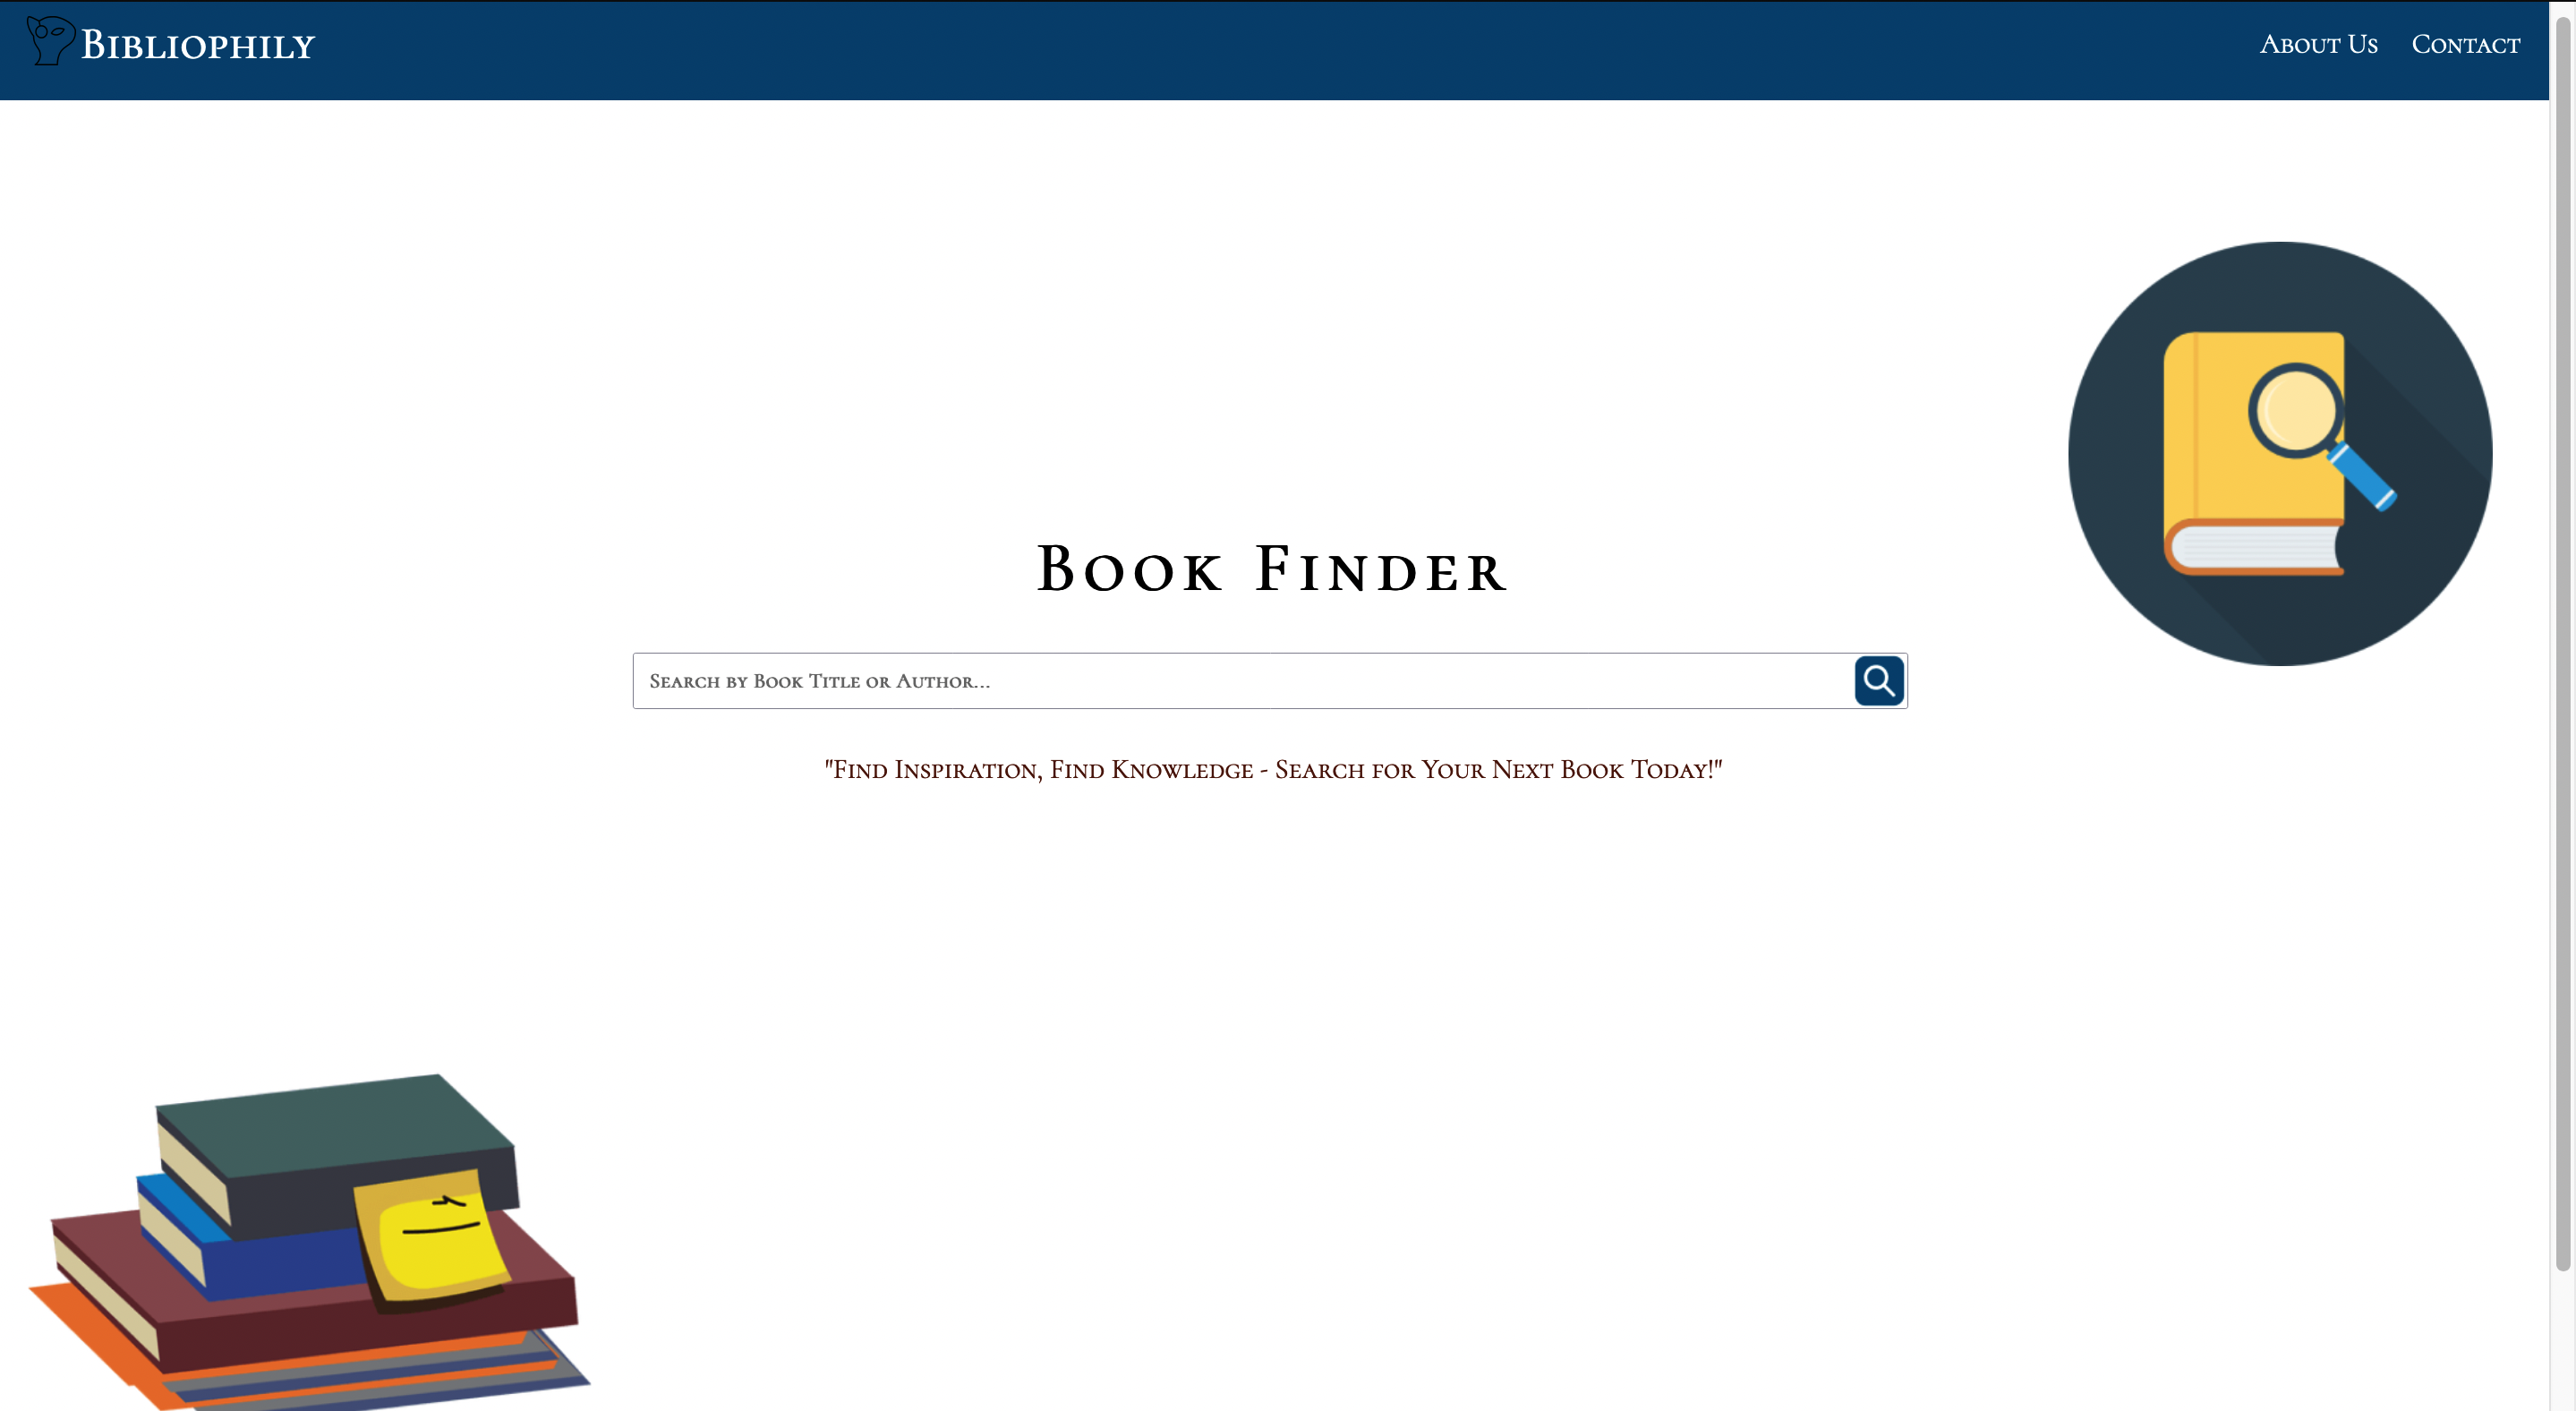 Bibliophily
About Us
Contact
Book Finder
Search by Book Title or Author...
"Find Inspiration, Find Knowledge - Search for Your Next Book Today!"